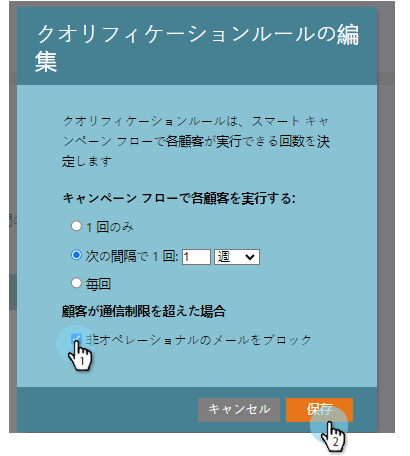 クオリフィケーションルールの編
集
クオリフィケーションルールは、スマート キャ
ンペーン フローで各顧客が実行できる回数を決
定します
キャンペーン フローで各顧客を実行する:
1 回のみ
次の間隔で 1 回: 1 週
毎回
顧客が通信制限を超えた場合
非オペレーショナルのメールをブロック
1
キャンセル 保存
2